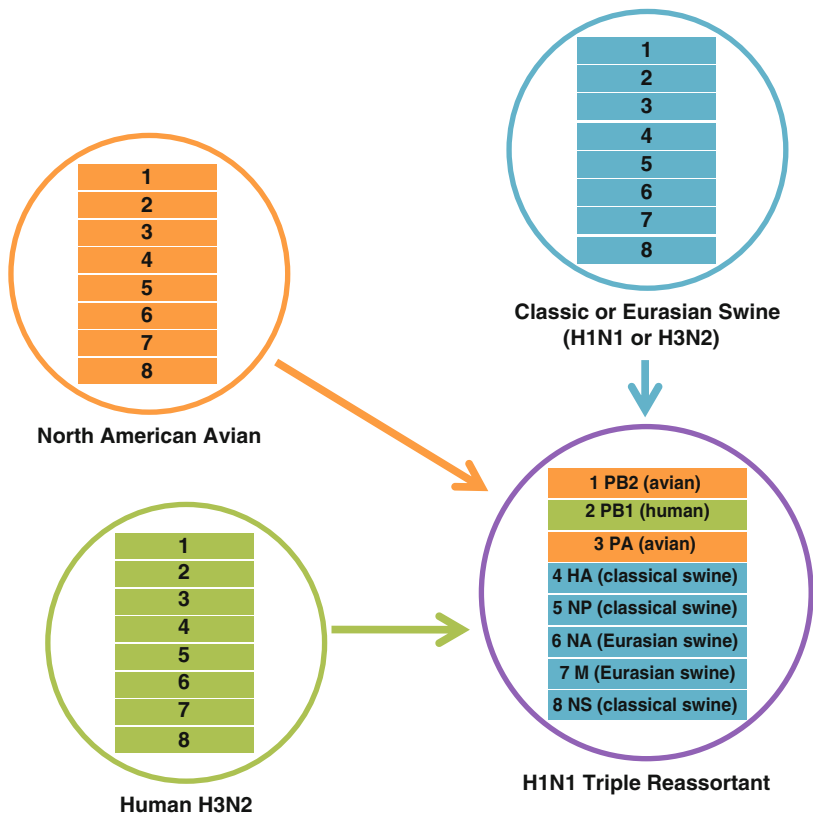 1
2
3
4
5
6
7
8
North American Avian
1
2
3
4
5
6
7
8
Classic or Eurasian Swine
(H1N1 or H3N2)
1
2
3
4
5
6
7
8
Human H3N2
1 PB2 (avian)
2 PB1 (human)
3 PA (avian)
4 HA (classical swine)
5 NP (classical swine)
6 NA (Eurasian swine)
7 M (Eurasian swine)
8 NS (classical swine)
H1N1 Triple Reassortant